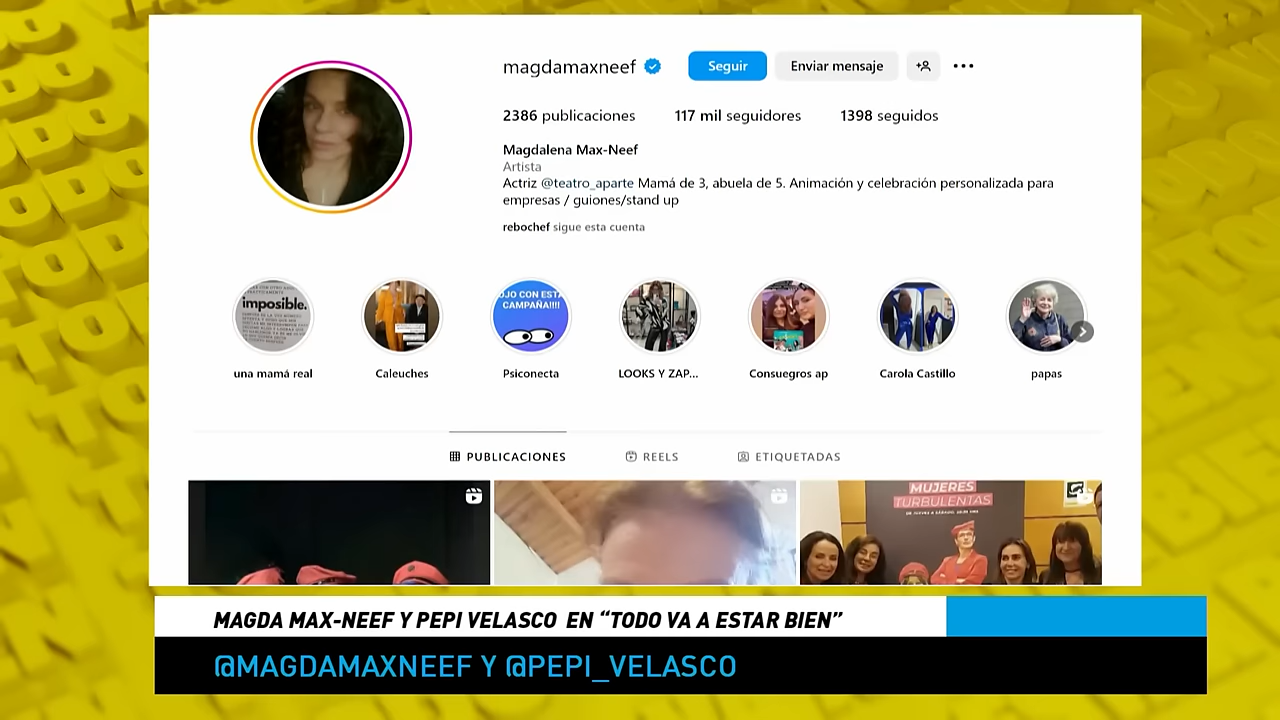 magdamaxneef
Seguir
Enviar mensaje
2386 publicaciones
117 mil seguidores
1398 seguidos
Magdalena Max-Neef
Artista
Actriz @teatro_aparte Mamá de 3, abuela de 5. Animación y celebración personalizada para
empresas / guiones/stand up
rebochef sigue esta cuenta
imposible.
OJO CON ESTA
CAMPAÑA!!!!
una mamá real
Caleuches
Psiconecta
LOOKS Y ZAP...
Consuegros ap
Carola Castillo
papas
PUBLICACIONES
REELS
ETIQUETADAS
MUJERES
TURBULENTAS
MAGDA MAX-NEEF Y PEPI VELASCO EN “TODO VA A ESTAR BIEN”
@MAGDAMAXNEEF Y @PEPI_VELASCO